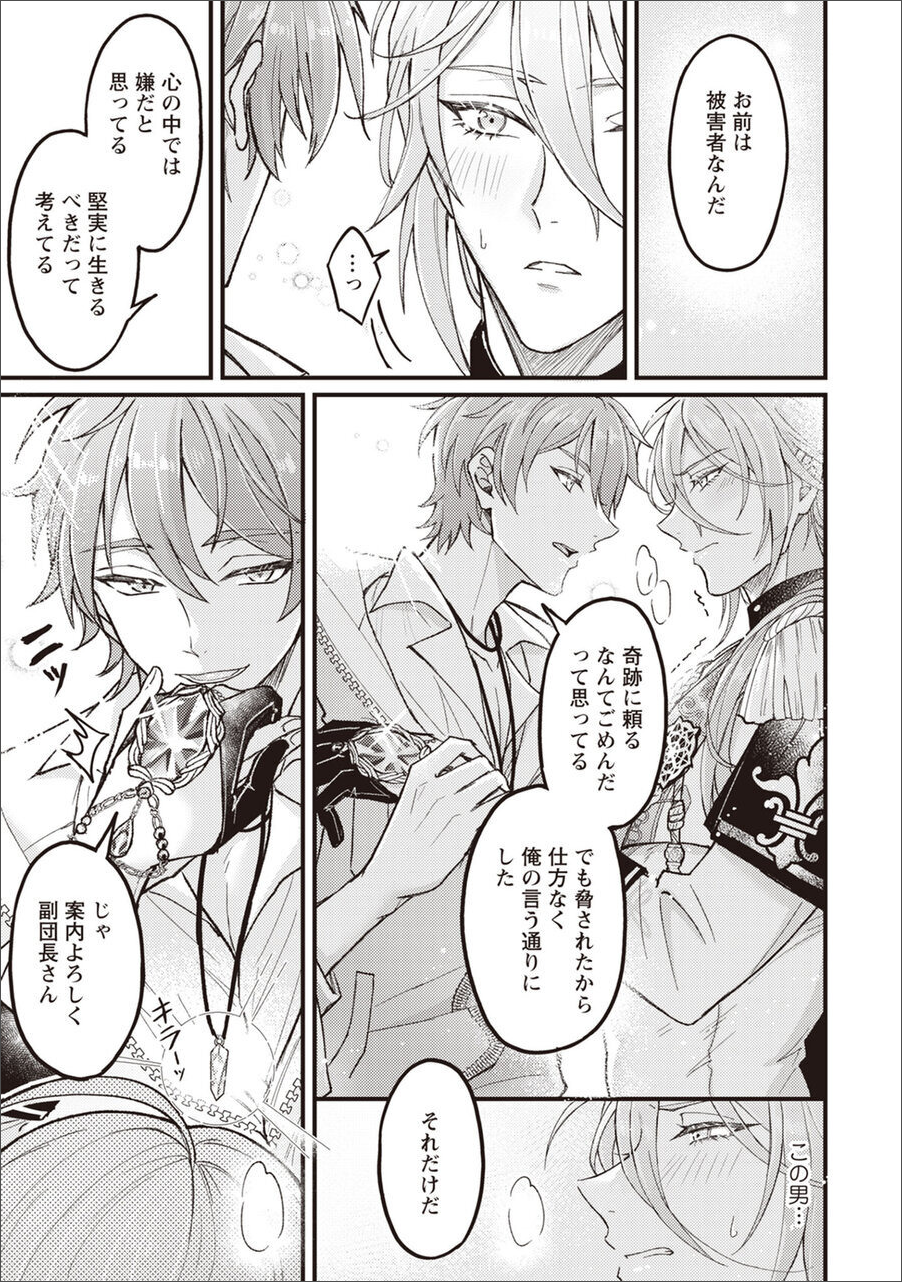 お前は
被害者なんだ
…っ
心の中では
嫌だと
思ってる
堅実に生きる
べきだって
考えてる
奇跡に頼る
なんてごめんだ
って思ってる
でも脅されたから
仕方なく
俺の言う通りに
した
それだけだ
この男…
ニッ
じゃ
案内よろしく
副団長さん
キラーッ